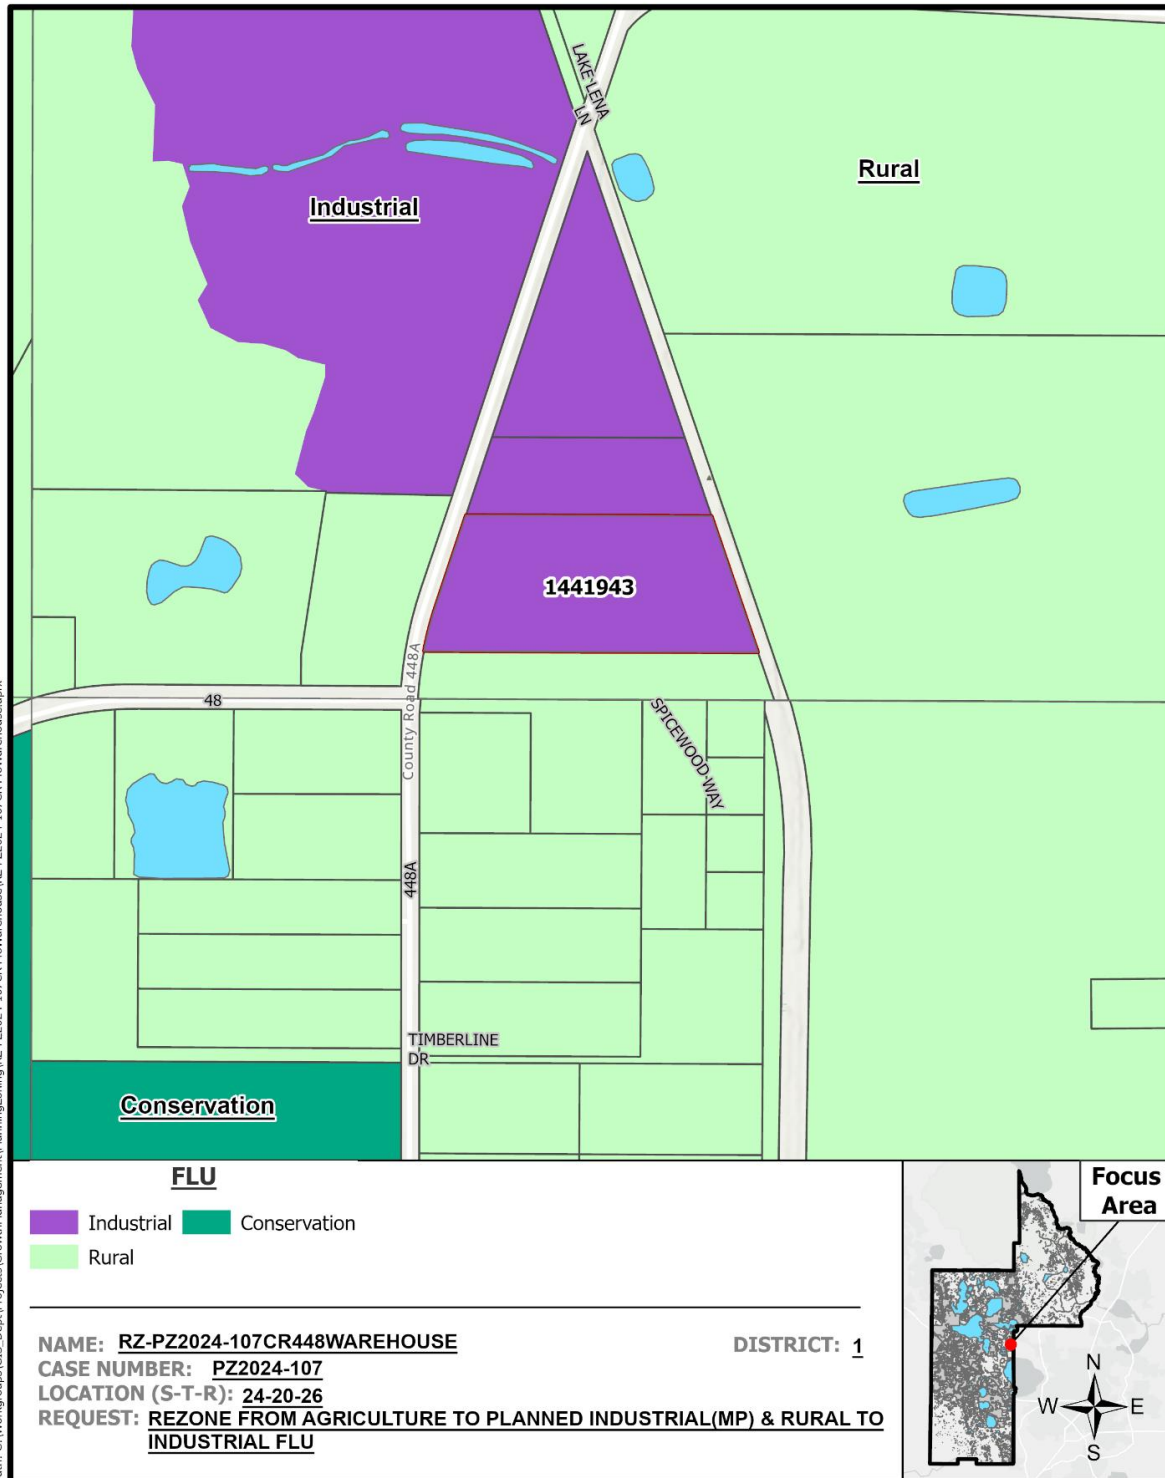 LAKE LENA
LN
Rural
Industrial
1441943
County Road 448A
48
SPICEWOOD WAY
448A
TIMBERLINE
DR
Conservation
FLU
Industrial
Conservation
Rural
Focus
Area
NAME: RZ-PZ2024-107CR448WAREHOUSE
DISTRICT: 1
CASE NUMBER: PZ2024-107
LOCATION (S-T-R): 24-20-26
REQUEST: REZONE FROM AGRICULTURE TO PLANNED INDUSTRIAL(MP) & RURAL TO
INDUSTRIAL FLU
N
W
E
S